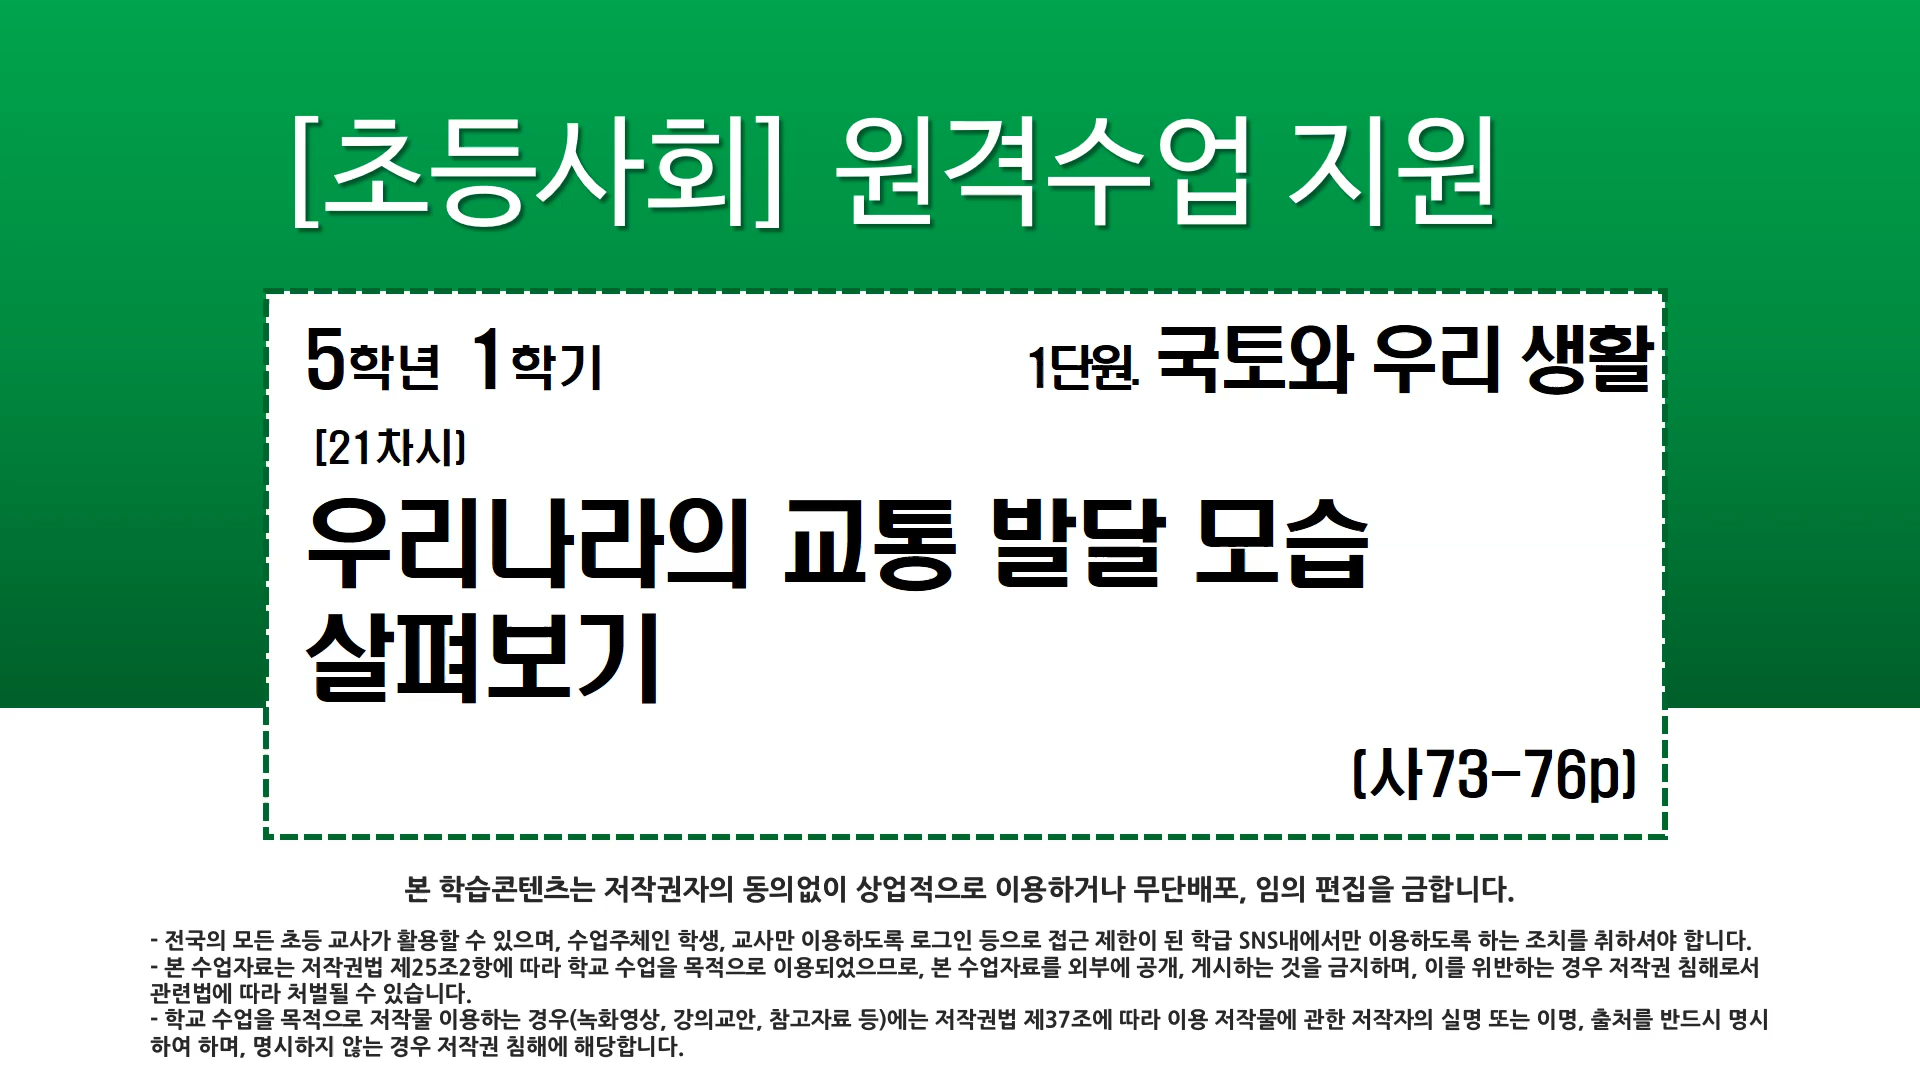 [초등사회] 원격수업 지원
5학년 1학기
1단원. 국토와 우리 생활
[21차시]
우리나라의 교통 발달 모습
살펴보기
(사73-76p)
본 학습콘텐츠는 저작권자의 동의없이 상업적으로 이용하거나 무단배포, 임의 편집을 금합니다.
- 전국의 모든 초등 교사가 활용할 수 있으며, 수업주체인 학생, 교사만 이용하도록 로그인 등으로 접근 제한이 된 학급 SNS내에서만 이용하도록 하는 조치를 취하셔야 합니다.
- 본 수업자료는 저작권법 제25조2항에 따라 학교 수업을 목적으로 이용되었으므로, 본 수업자료를 외부에 공개, 게시하는 것을 금지하며, 이를 위반하는 경우 저작권 침해로서
관련법에 따라 처벌될 수 있습니다.
- 학교 수업을 목적으로 저작물 이용하는 경우(녹화영상, 강의교안, 참고자료 등)에는 저작권법 제37조에 따라 이용 저작물에 관한 저작자의 실명 또는 이명, 출처를 반드시 명시
하여 하며, 명시하지 않는 경우 저작권 침해에 해당합니다.